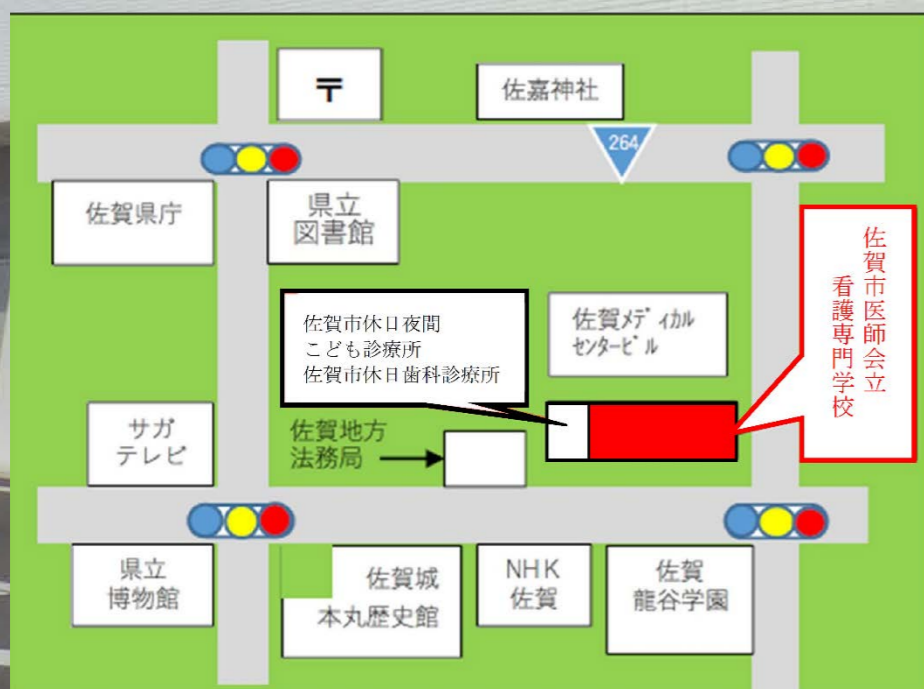 〒
佐嘉神社
264
佐賀県庁
県立
図書館
佐賀市医師会立
看護専門学校
佐賀市休日夜間
こども診療所
佐賀市休日歯科診療所
佐賀ﾒﾃﾞｨｶﾙ
ｾﾝﾀｰﾋﾞﾙ
サガ
テレビ
佐賀地方
法務局
県立
博物館
佐賀城
本丸歴史館
NHK
佐賀
佐賀
龍谷学園